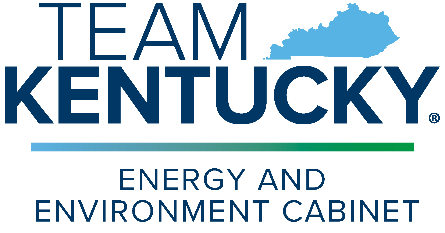 TEAM
KENTUCKY®
ENERGY AND
ENVIRONMENT CABINET